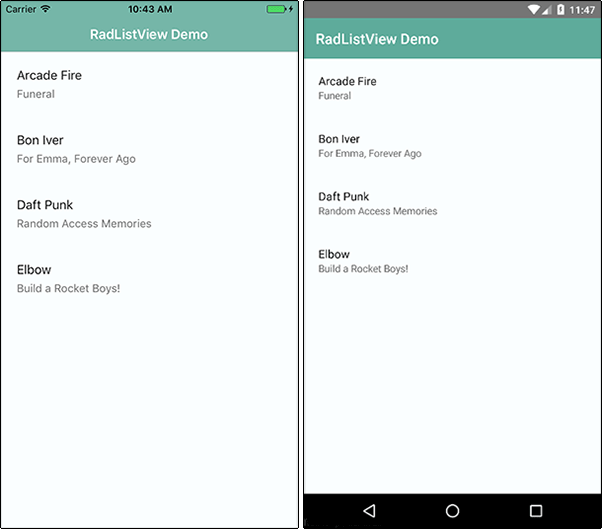 Carrier 10:43 AM
RadListView Demo
Arcade Fire
Funeral
Bon Iver
For Emma, Forever Ago
Daft Punk
Random Access Memories
Elbow
Build a Rocket Boys!
11:47
RadListView Demo
Arcade Fire
Funeral
Bon Iver
For Emma, Forever Ago
Daft Punk
Random Access Memories
Elbow
Build a Rocket Boys!